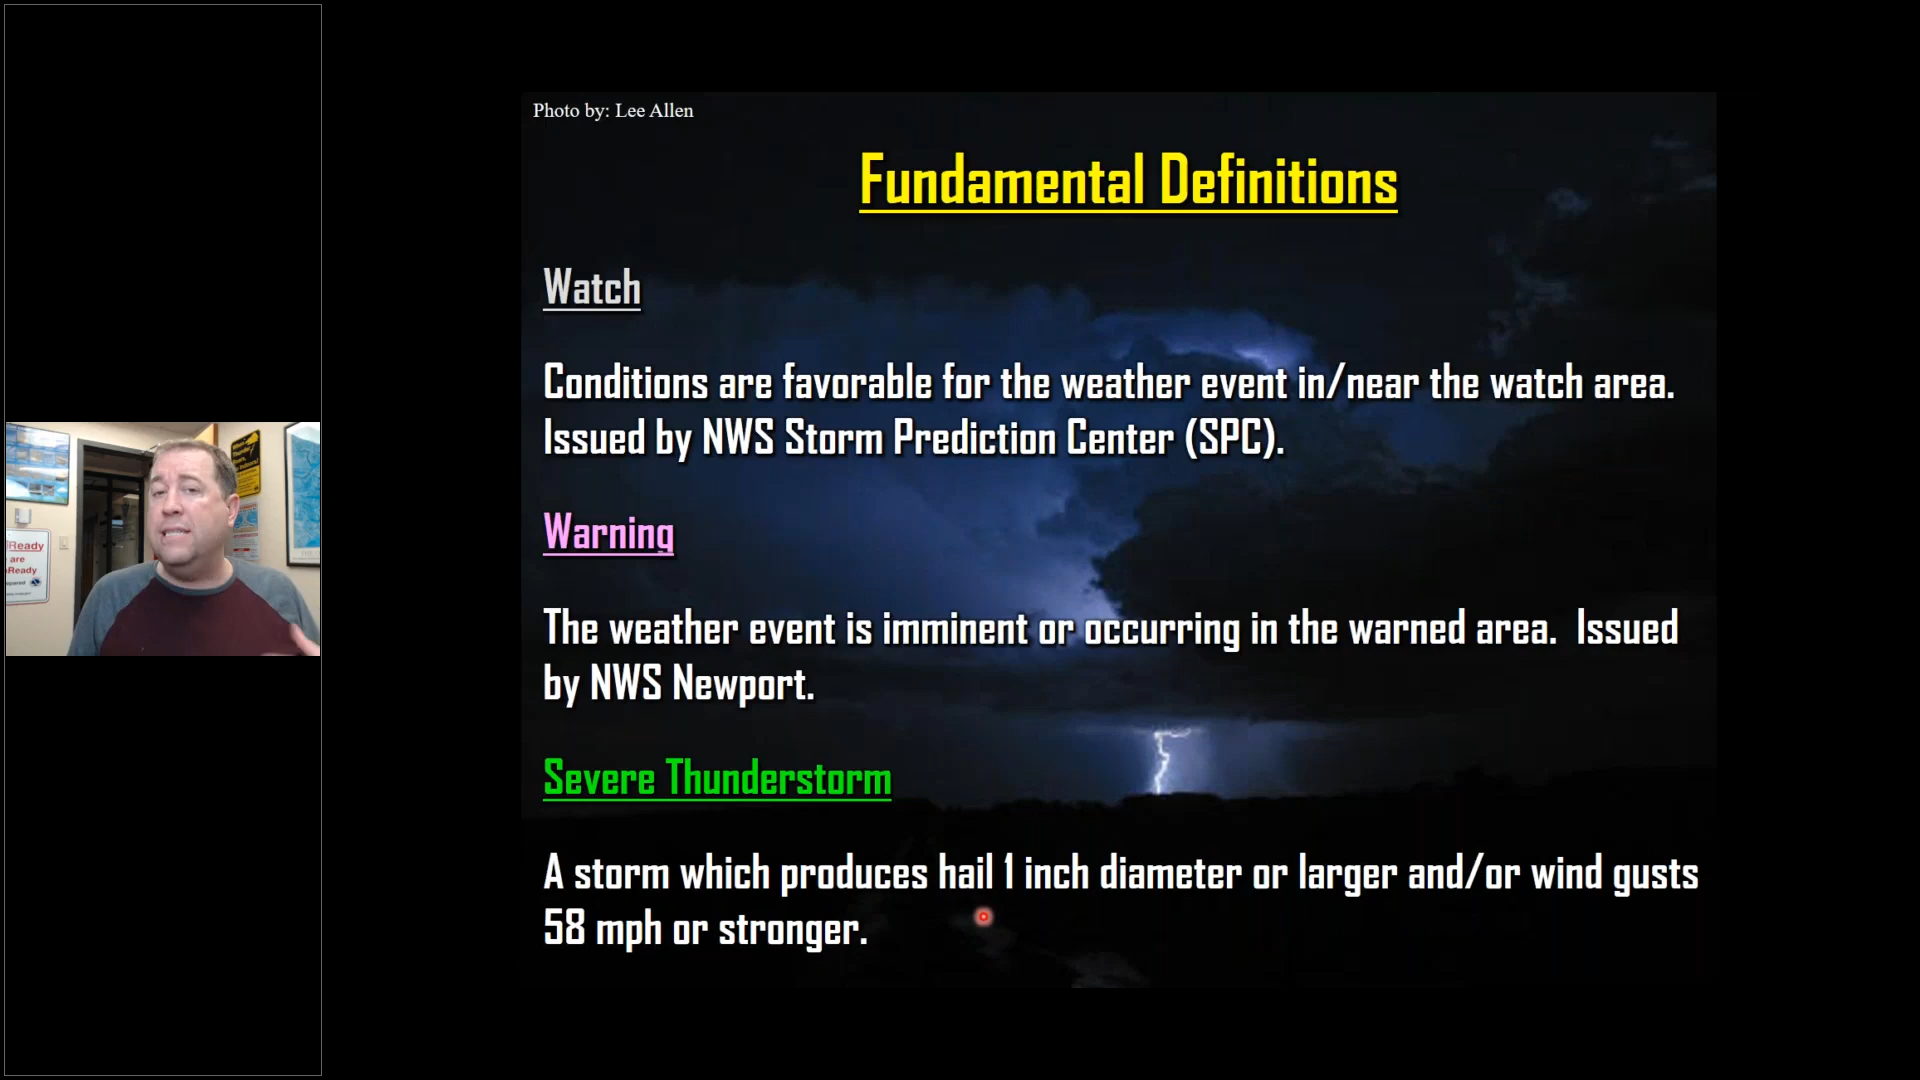 Photo by: Lee Allen
Fundamental Definitions
Watch
Conditions are favorable for the weather event in/near the watch area.
Issued by NWS Storm Prediction Center (SPC).
Warning
The weather event is imminent or occurring in the warned area.  Issued
by NWS Newport.
Severe Thunderstorm
A storm which produces hail 1 inch diameter or larger and/or wind gusts
58 mph or stronger.
Ready
are
Ready